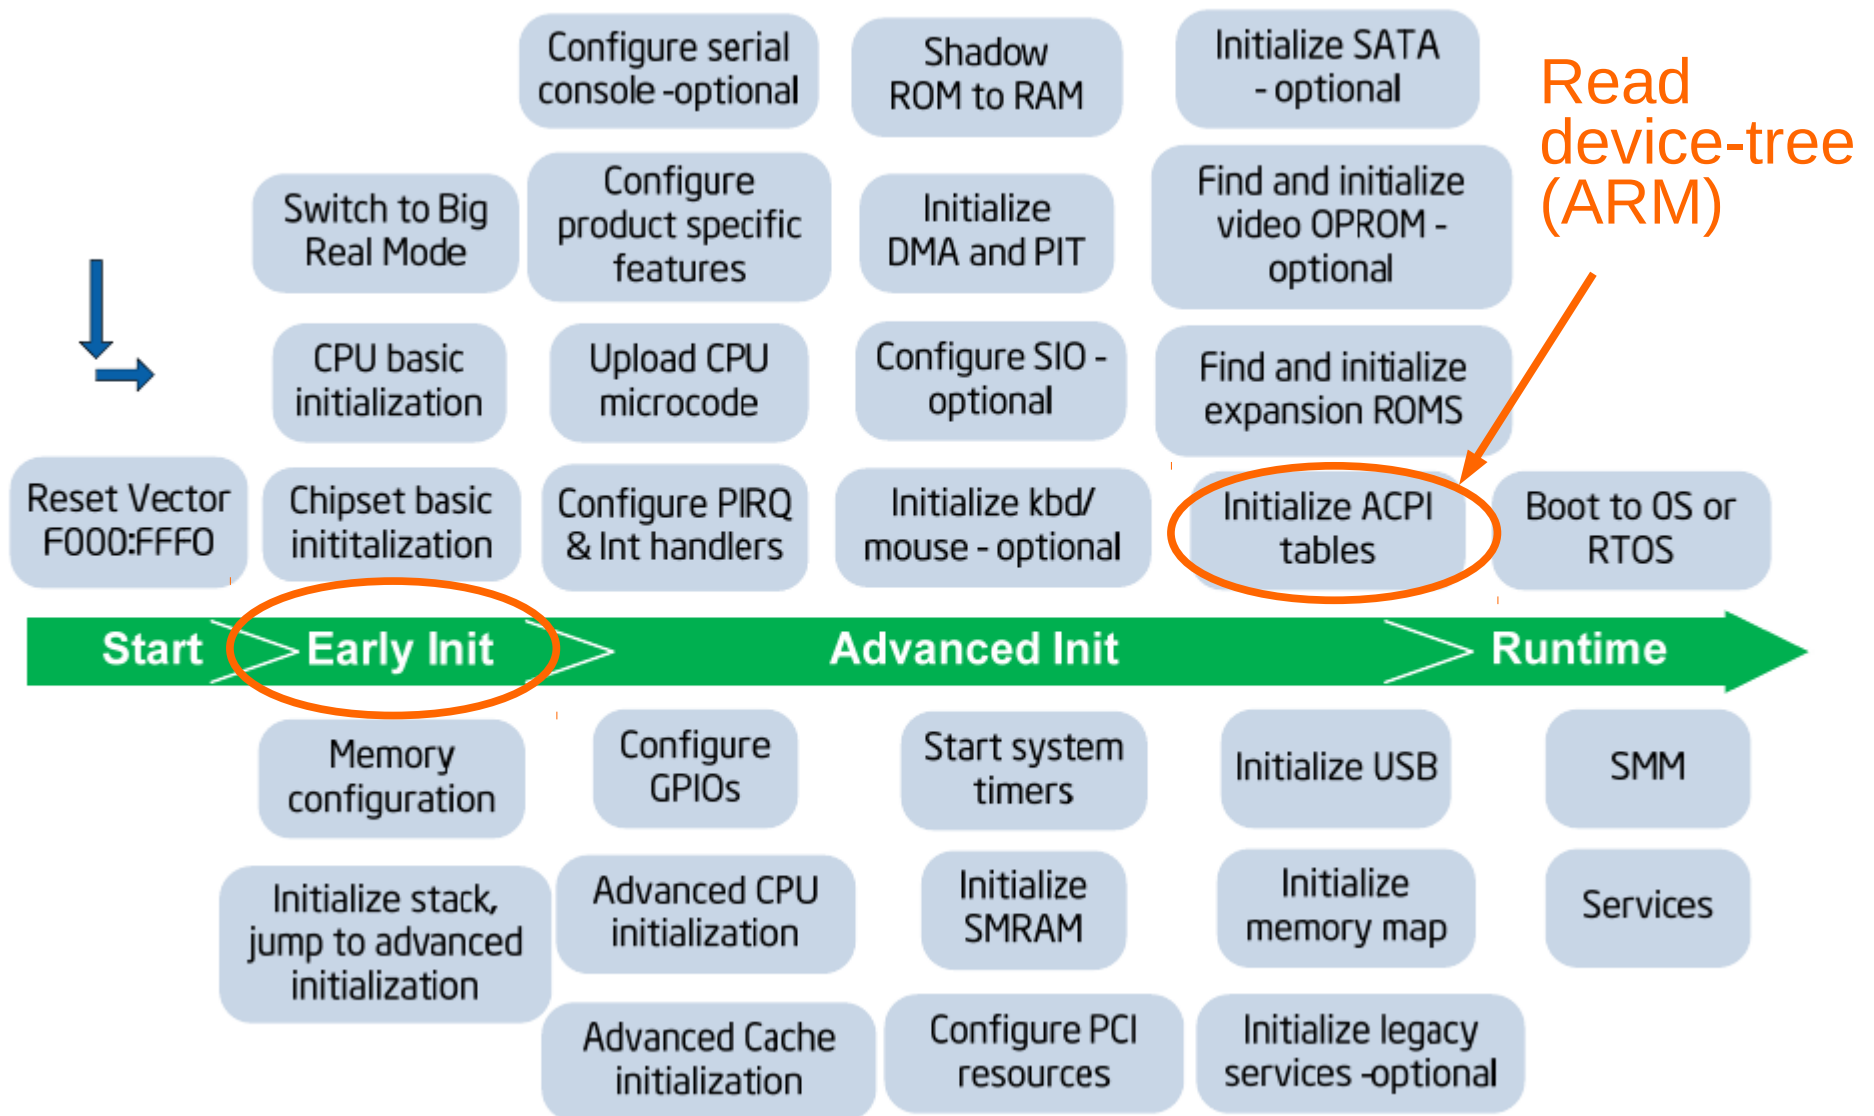 Configure serial
console -optional
Shadow
ROM to RAM
Initialize SATA
- optional
Read
device-tree
(ARM)
Switch to Big
Real Mode
Configure
product specific
features
Initialize
DMA and PIT
Find and initialize
video OPROM -
optional
CPU basic
initialization
Upload CPU
microcode
Configure SIO -
optional
Find and initialize
expansion ROMS
Reset Vector
F000:FFF0
Chipset basic
inititalization
Configure PIRQ
& Int handlers
Initialize kbd/
mouse - optional
Initialize ACPI
tables
Boot to OS or
RTOS
Start
Early Init
Advanced Init
Runtime
Memory
configuration
Configure
GPIOs
Start system
timers
Initialize USB
SMM
Initialize stack,
jump to advanced
initialization
Advanced CPU
initialization
Initialize
SMRAM
Initialize
memory map
Services
Advanced Cache
initialization
Configure PCI
resources
Initialize legacy
services -optional